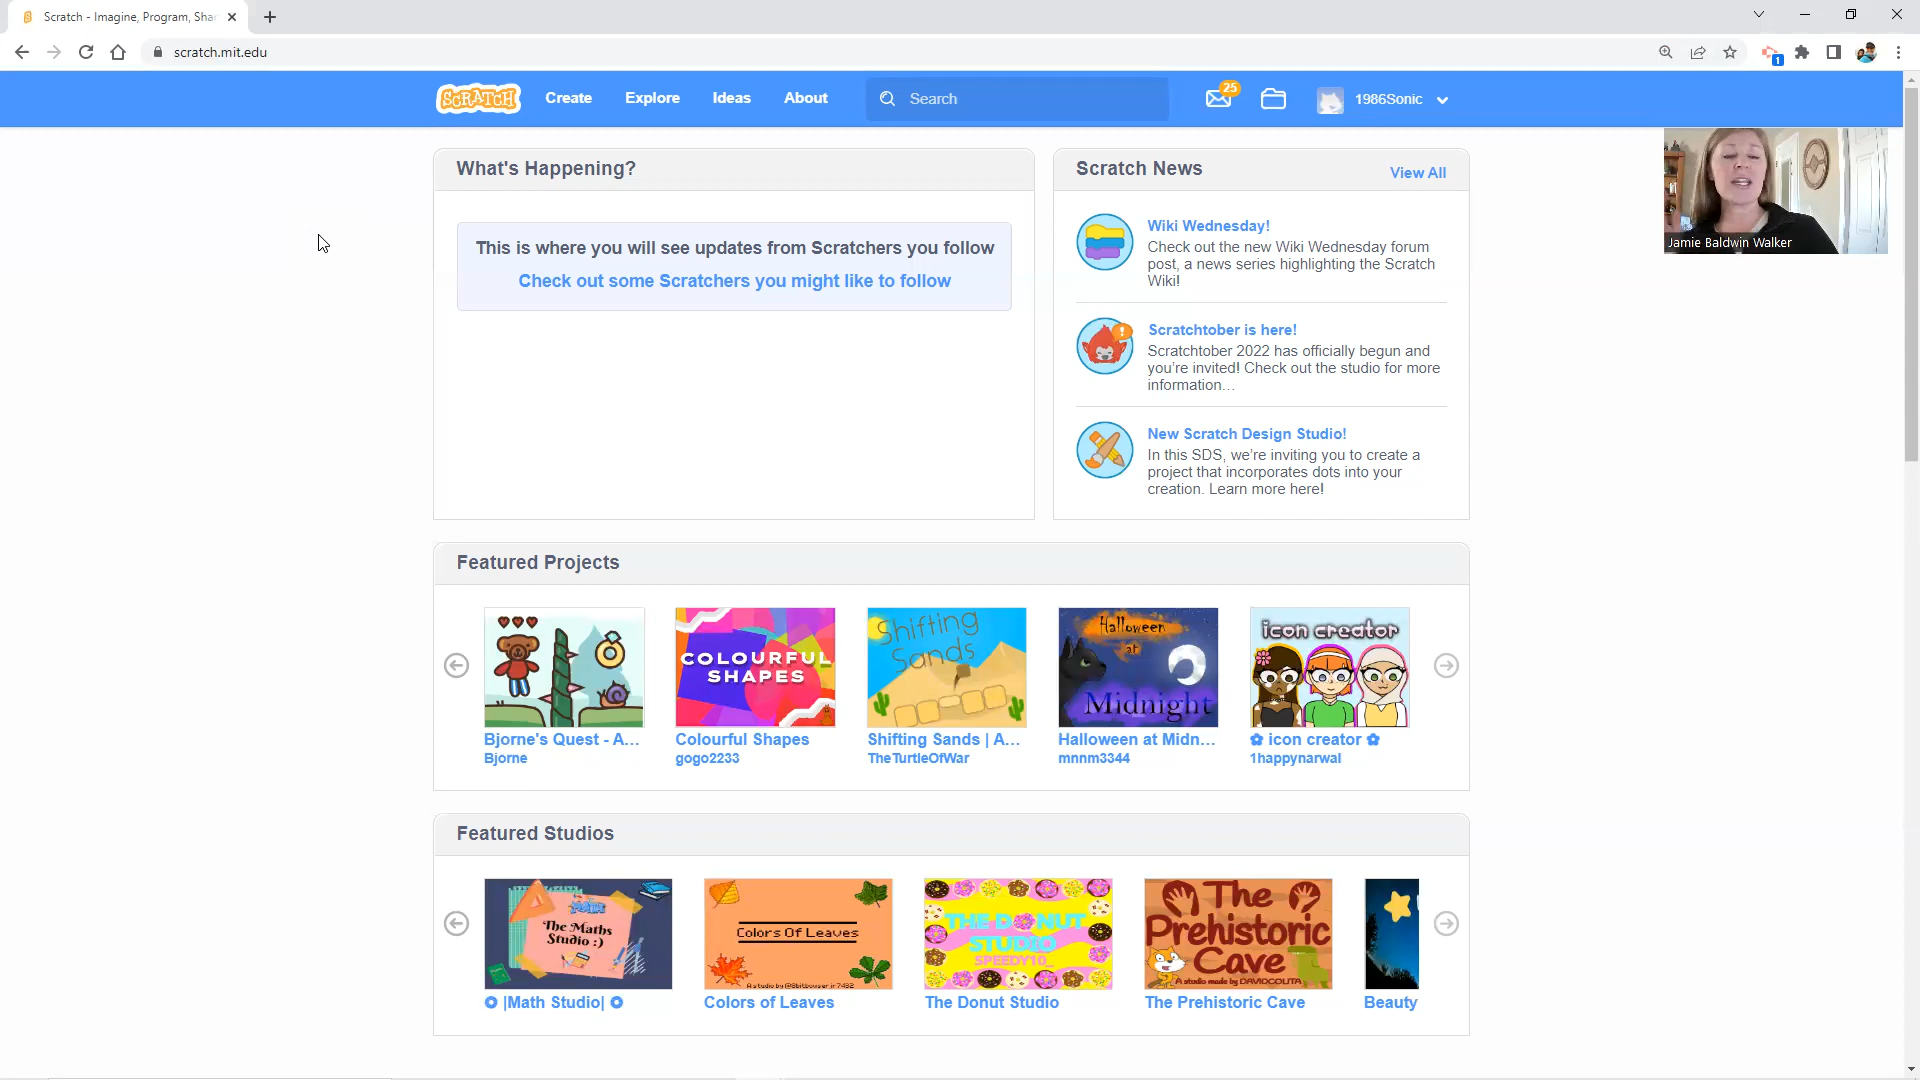 Scratch - Imagine, Program, Shar
scratch.mit.edu
1
SCRATCH
Create
Explore
Ideas
About
Search
25
1986Sonic
Jamie Baldwin Walker
What's Happening?
This is where you will see updates from Scratchers you follow
Check out some Scratchers you might like to follow
Scratch News
View All
Wiki Wednesday!
Check out the new Wiki Wednesday forum
post, a news series highlighting the Scratch
Wiki!
Scratchtober is here!
Scratchtober 2022 has officially begun and
you're invited! Check out the studio for more
information...
New Scratch Design Studio!
In this SDS, we're inviting you to create a
project that incorporates dots into your
creation. Learn more here!
Featured Projects
COLOURFUL
SHAPES
Shifting
Sands
Halloween
at
Midnight
icon creator
Bjorne's Quest - A...
Bjorne
Colourful Shapes
gogo2233
Shifting Sands | A...
TheTurtleOfWar
Halloween at Midn...
mnnm3344
✿ icon creator ✿
1happynarwal
Featured Studios
MATH
The Maths
Studio :)
Colors Of Leaves
THE DONUT
STUDIO
SPEEDY10_
The
Prehistoric
Cave
A studio made by DAVIDCOLITA
✪ |Math Studio| ✪
Colors of Leaves
The Donut Studio
The Prehistoric Cave
Beauty